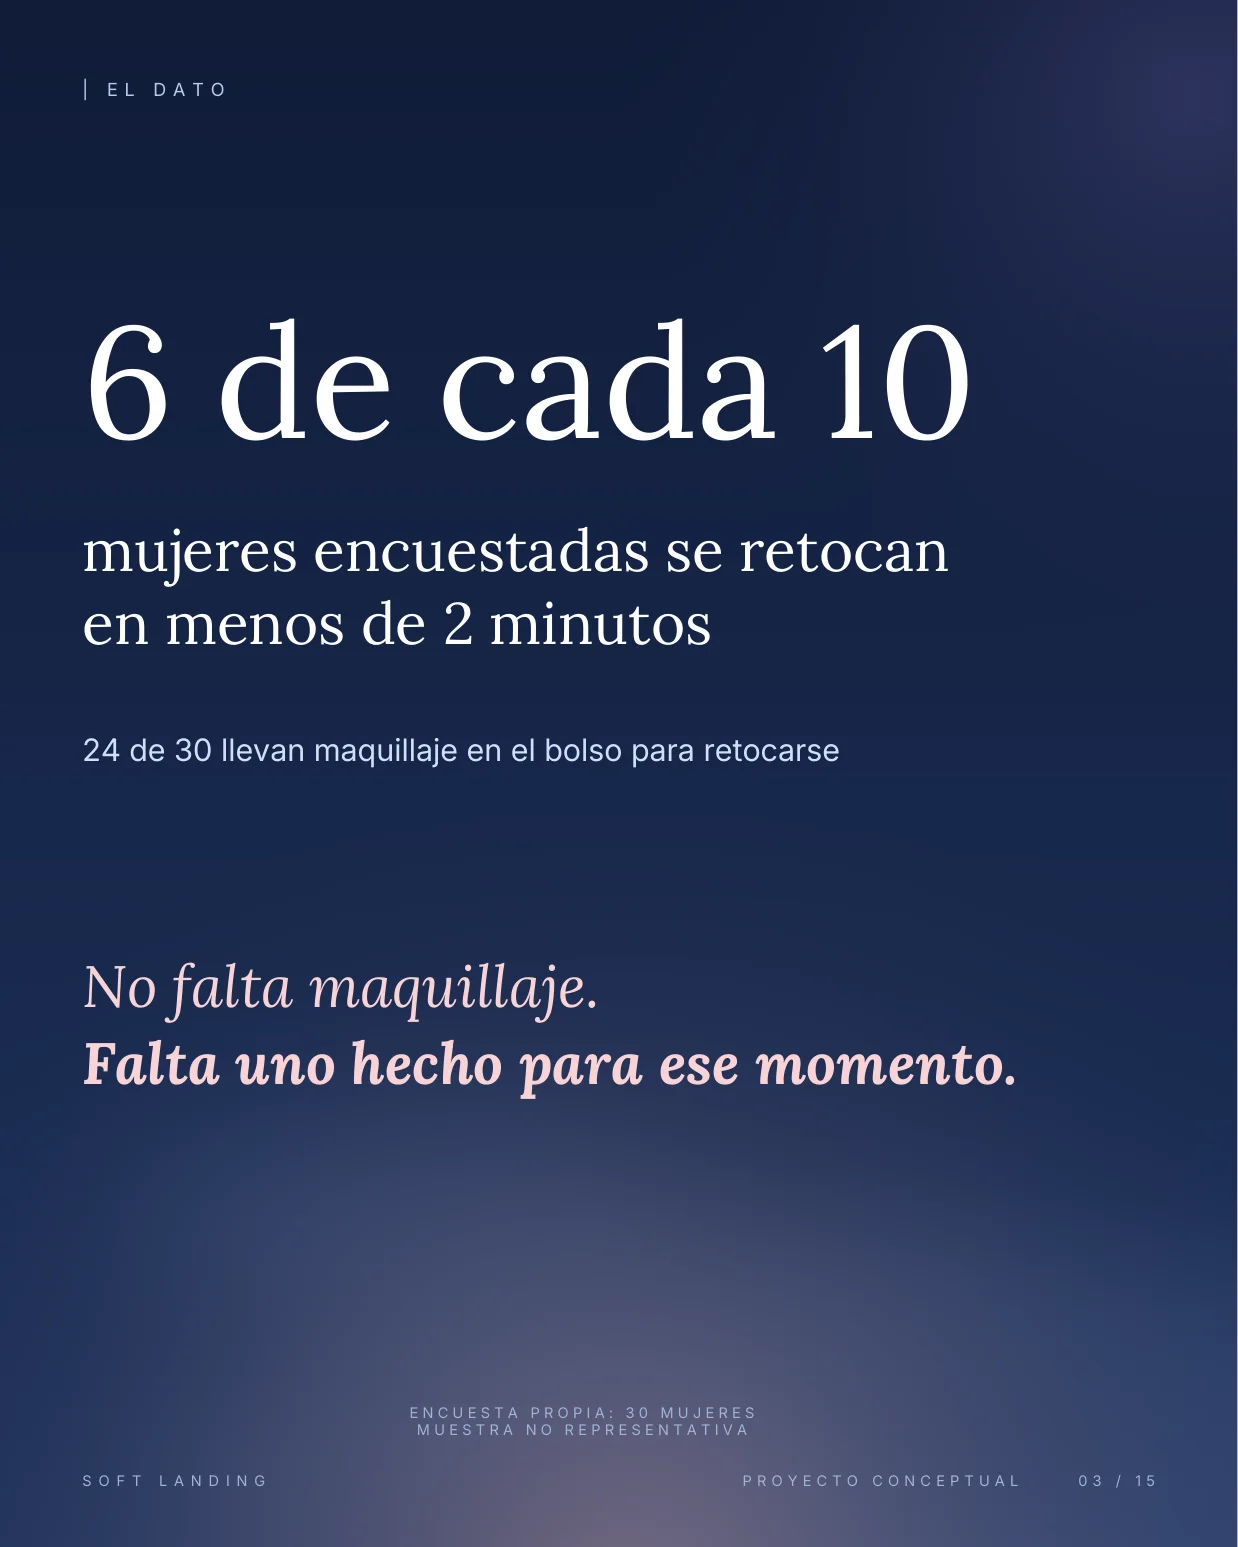 | EL DATO
6 de cada 10
mujeres encuestadas se retocan
en menos de 2 minutos
24 de 30 llevan maquillaje en el bolso para retocarse
No falta maquillaje.
Falta uno hecho para ese momento.
ENCUESTA PROPIA: 30 MUJERES
MUESTRA NO REPRESENTATIVA
SOFT LANDING PROYECTO CONCEPTUAL 03 / 15